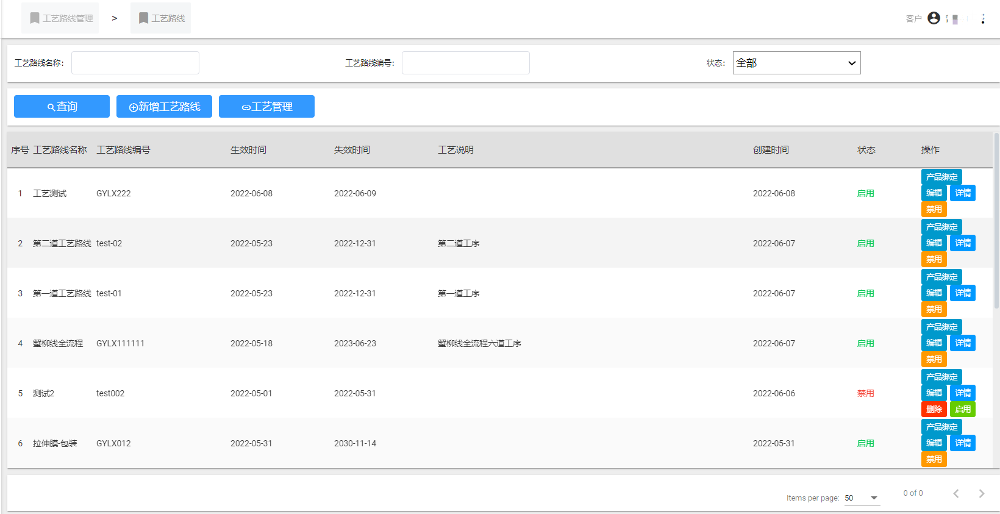 工艺路线管理 > 工艺路线 客户
工艺路线名称: 工艺路线编号: 状态: 全部
查询 新增工艺路线 工艺管理
序号 工艺路线名称 工艺路线编号 生效时间 失效时间 工艺说明 创建时间 状态 操作
产品绑定
1 工艺测试 GYLX222 2022-06-08 2022-06-09 2022-06-08 启用 编辑 详情
禁用
产品绑定
2 第二道工艺路线 test-02 2022-05-23 2022-12-31 第二道工序 2022-06-07 启用 编辑 详情
禁用
产品绑定
3 第一道工艺路线 test-01 2022-05-23 2022-12-31 第一道工序 2022-06-07 启用 编辑 详情
禁用
产品绑定
4 蟹柳线全流程 GYLX111111 2022-05-18 2023-06-23 蟹柳线全流程六道工序 2022-06-07 启用 编辑 详情
禁用
产品绑定
5 测试2 test002 2022-05-01 2022-05-31 2022-06-06 禁用 编辑 详情
删除 启用
产品绑定
6 拉伸膜-包装 GYLX012 2022-05-31 2030-11-14 2022-05-31 启用 编辑 详情
禁用
Items per page: 50 0 of 0